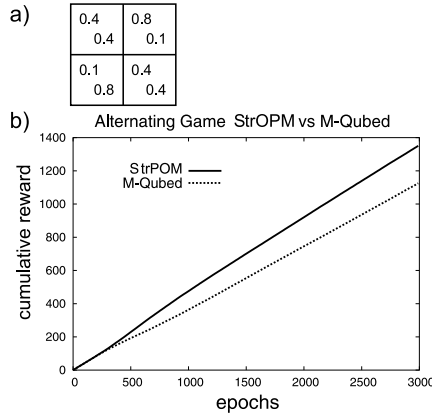 a)
0.4 0.8
0.4 0.1
0.1 0.4
0.8 0.4
b)
Alternating Game StrOPM vs M-Qubed
StrPOM
M-Qubed
cumulative reward
1400
1200
1000
800
600
400
200
0
0 500 1000 1500 2000 2500 3000
epochs